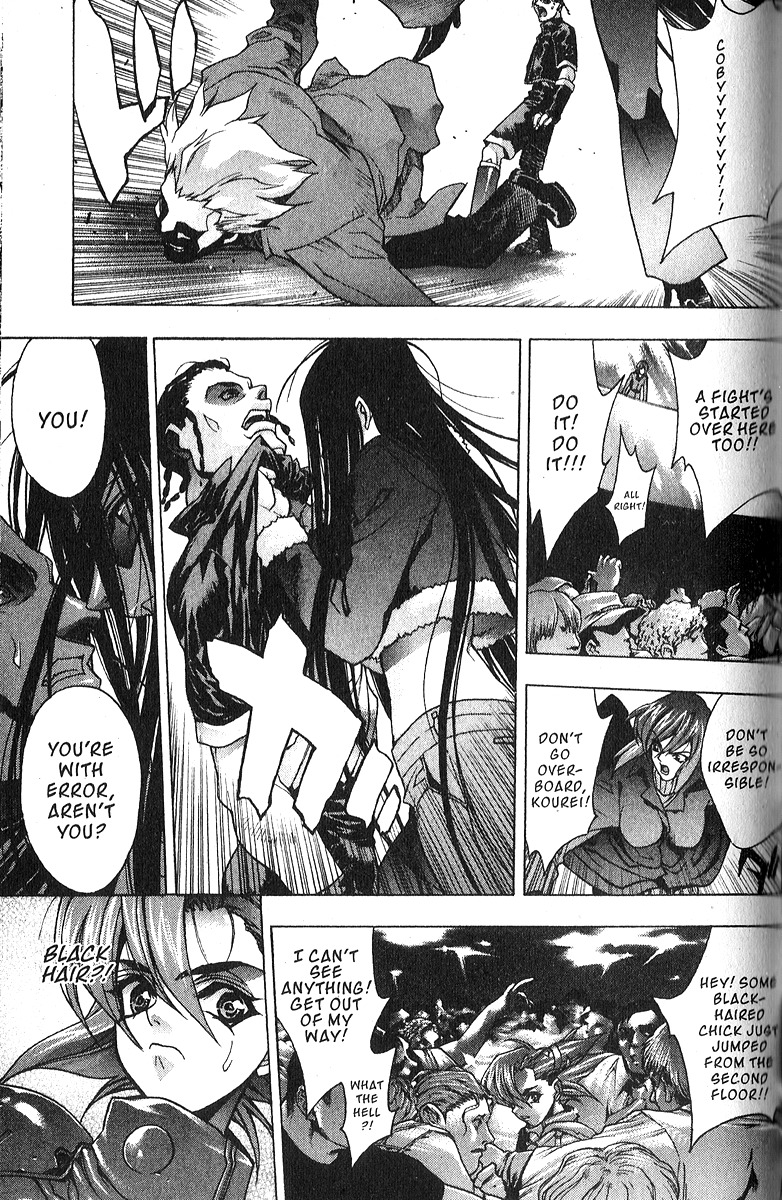 COBYYYYYYY!!
A FIGHT'S
STARTED
OVER HERE
TOO!!
DO
IT!
DO
IT!!!
ALL
RIGHT!
DON'T
BE SO
IRRESPON-
SIBLE!
DON'T
GO
OVER-
BOARD,
KOUREI!
YOU!
YOU'RE
WITH
ERROR,
AREN'T
YOU?
HEY! SOME
BLACK-
HAIRED
CHICK JUST
JUMPED
FROM THE
SECOND
FLOOR!!
I CAN'T
SEE
ANYTHING!
GET OUT
OF MY
WAY!
WHAT
THE
HELL
?!
BLACK
HAIR?!